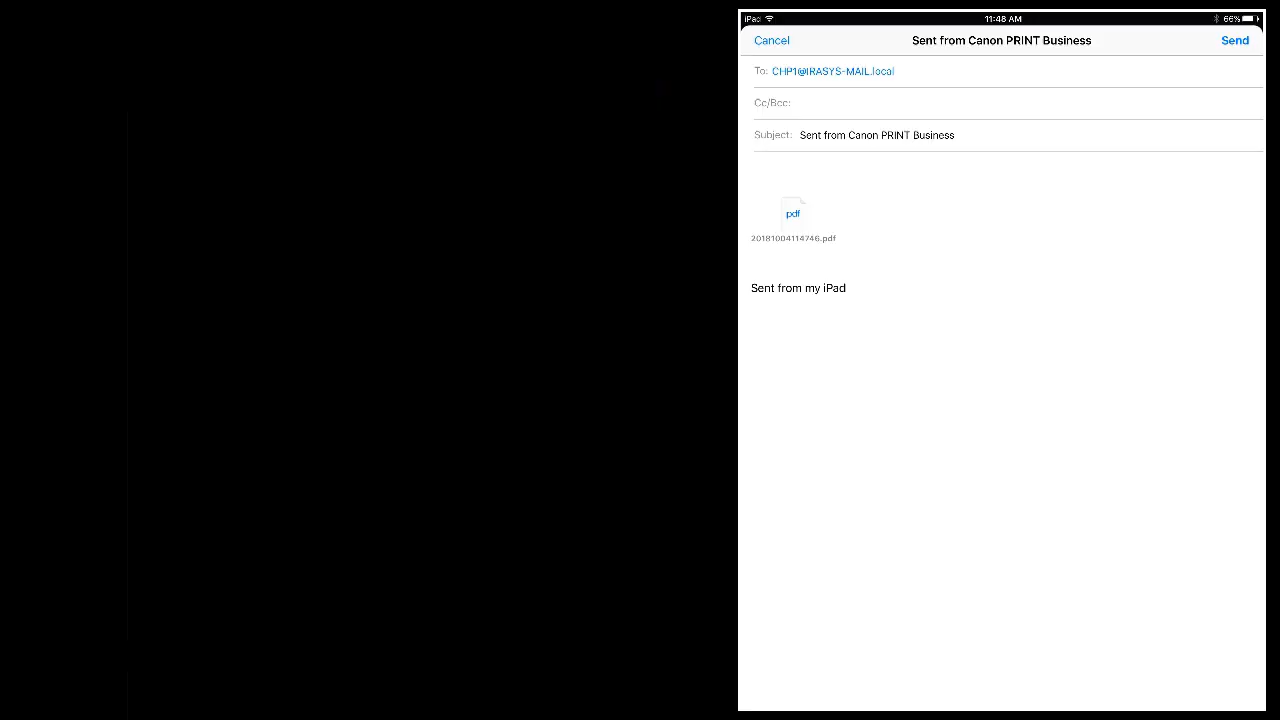 iPad 11:48 AM 66%
Cancel Sent from Canon PRINT Business Send
To: CHP1@IRASYS-MAIL.local
Cc/Bcc:
Subject: Sent from Canon PRINT Business
pdf
20181004114746.pdf
Sent from my iPad